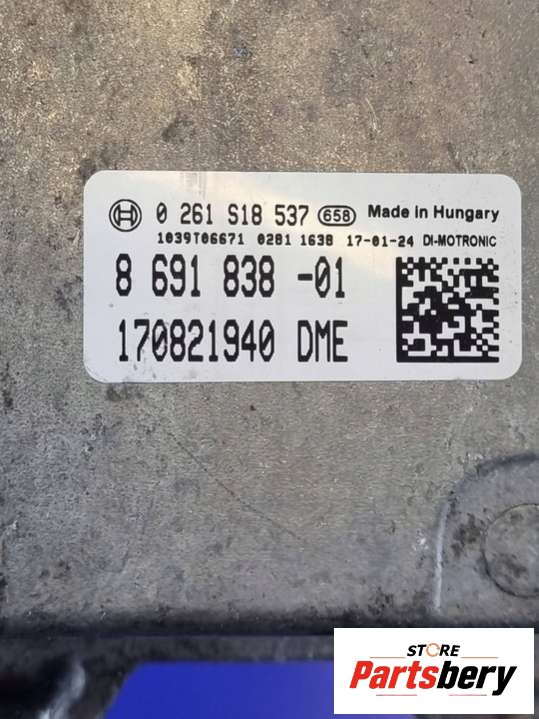 0 261 S18 537 658 Made in Hungary
1039T06671 0281 1638 17-01-24 DI-MOTRONIC
8 691 838 -01
170821940 DME
STORE
Partsbery